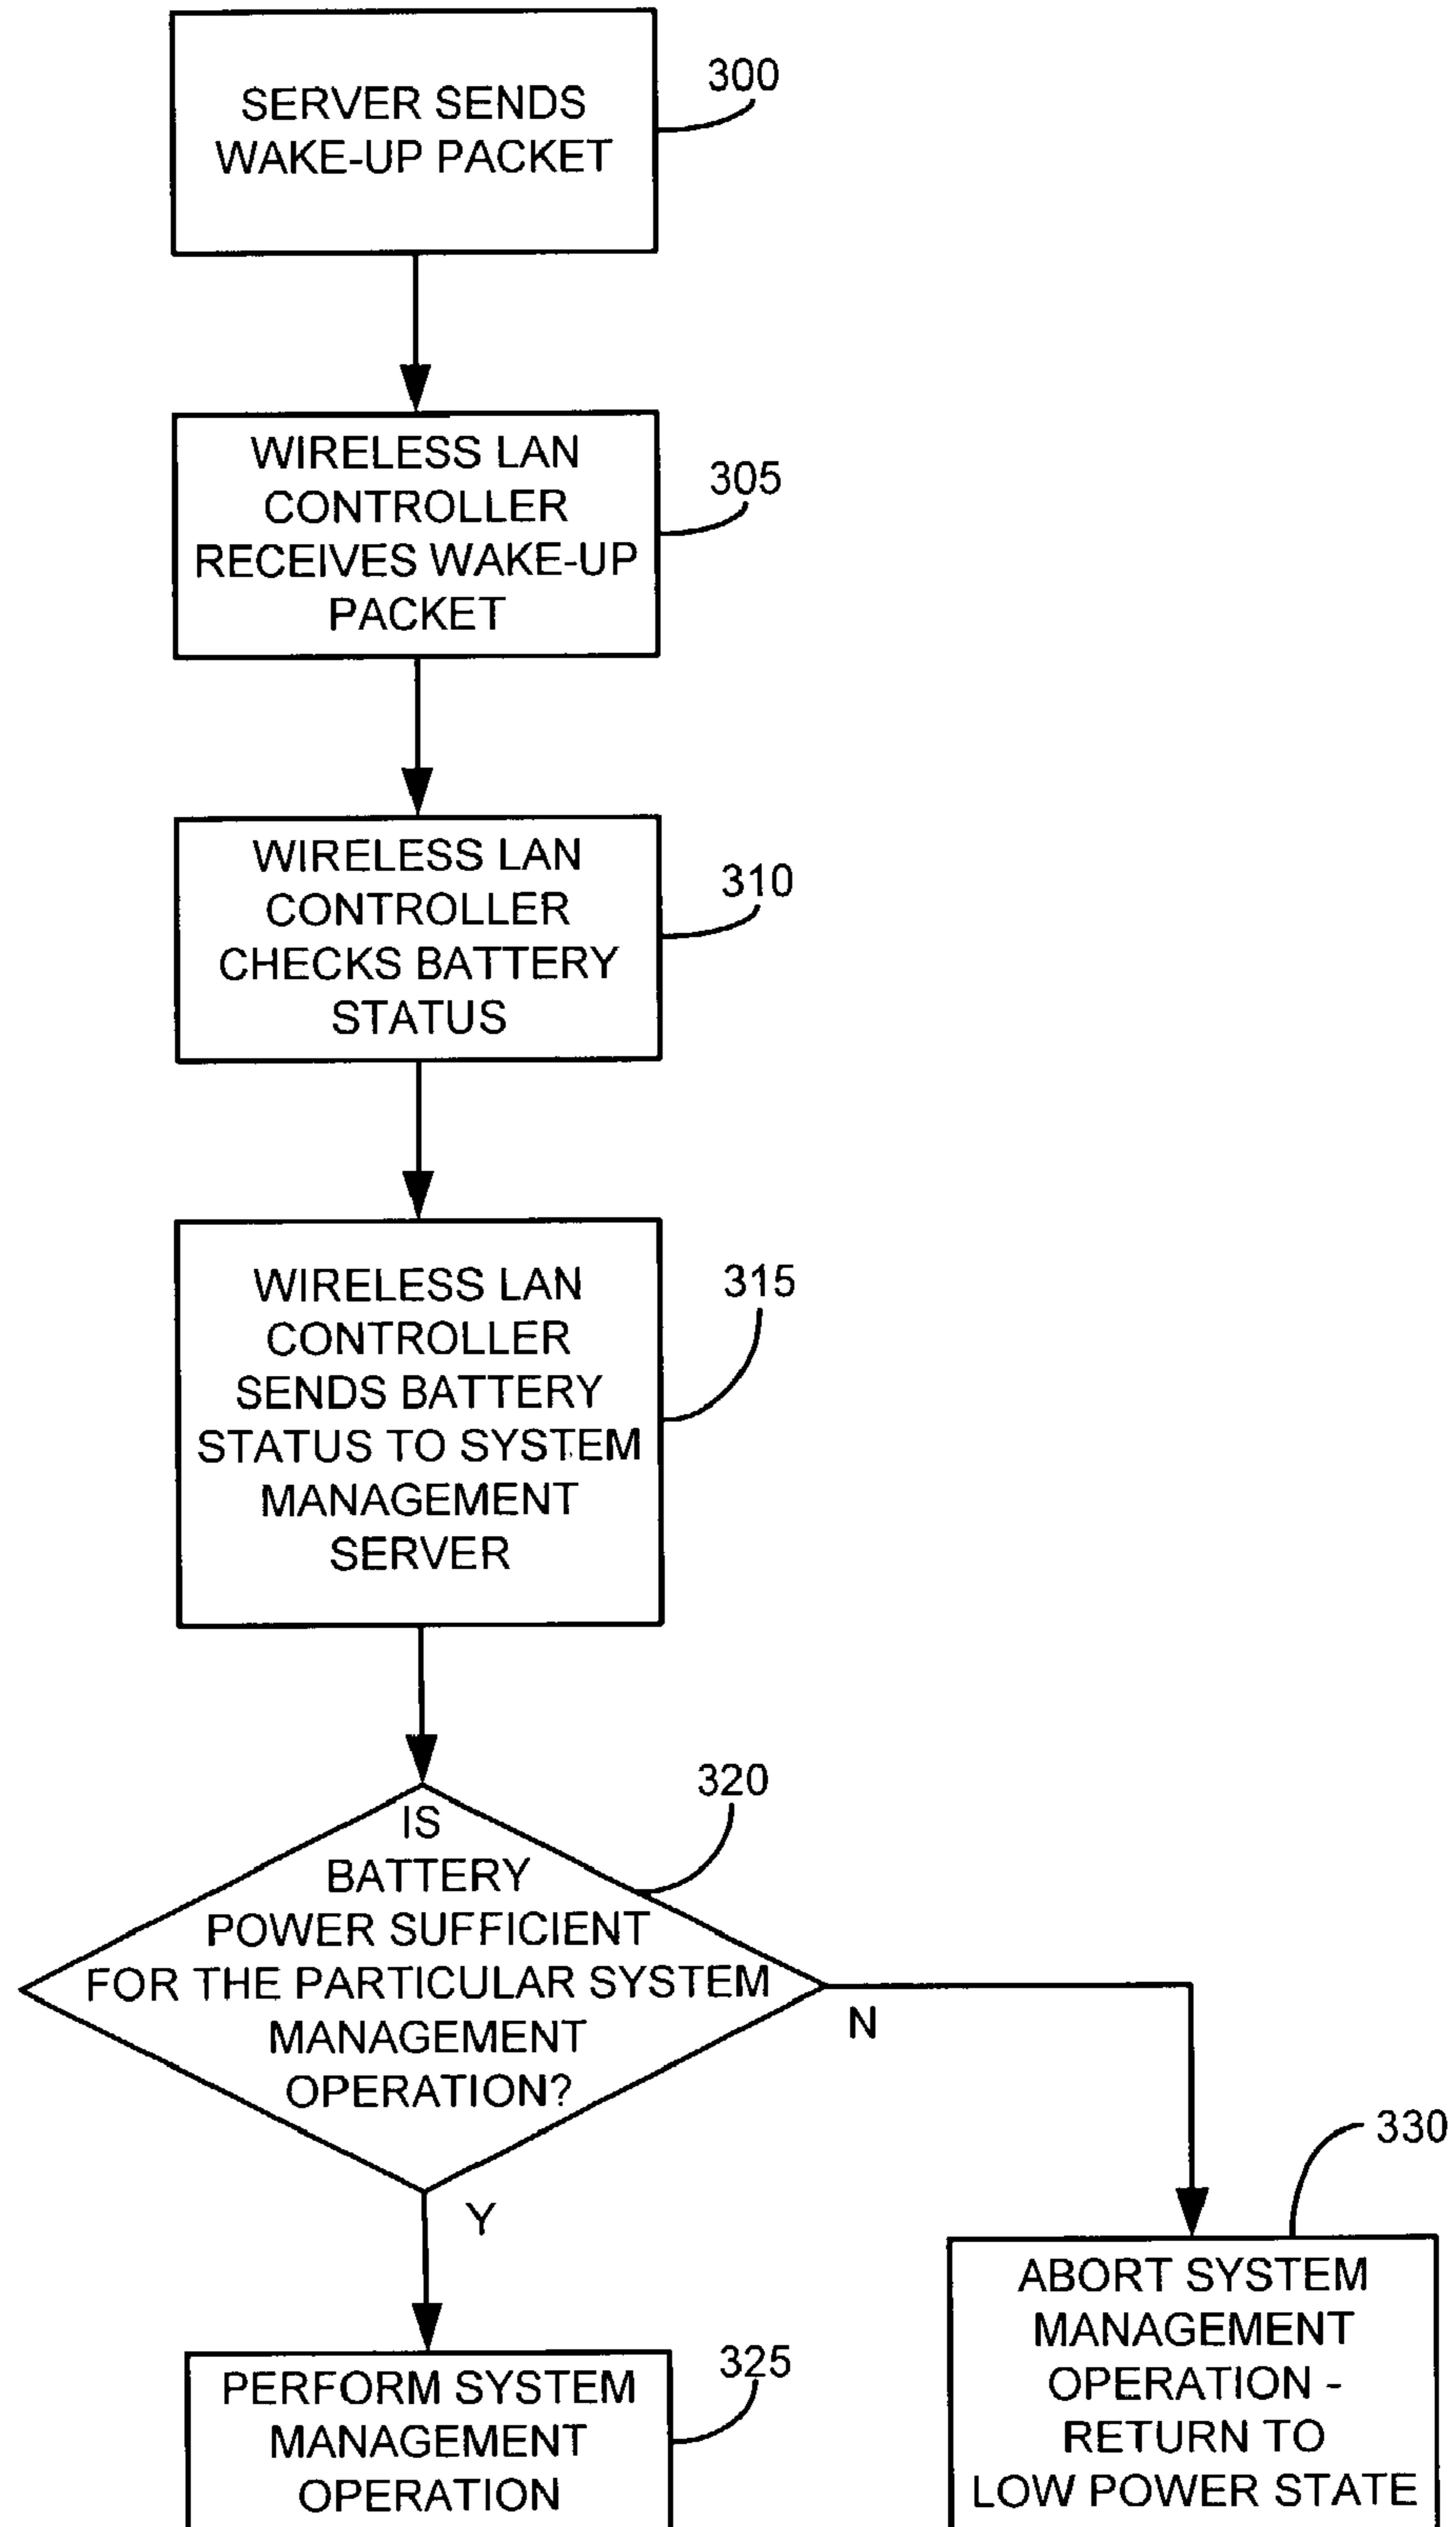 SERVER SENDS
WAKE-UP PACKET
300
WIRELESS LAN
CONTROLLER
RECEIVES WAKE-UP
PACKET
305
WIRELESS LAN
CONTROLLER
CHECKS BATTERY
STATUS
310
WIRELESS LAN
CONTROLLER
SENDS BATTERY
STATUS TO SYSTEM
MANAGEMENT
SERVER
315
IS
BATTERY
POWER SUFFICIENT
FOR THE PARTICULAR SYSTEM
MANAGEMENT
OPERATION?
320
N
Y
330
ABORT SYSTEM
MANAGEMENT
OPERATION -
RETURN TO
LOW POWER STATE
PERFORM SYSTEM
MANAGEMENT
OPERATION
325